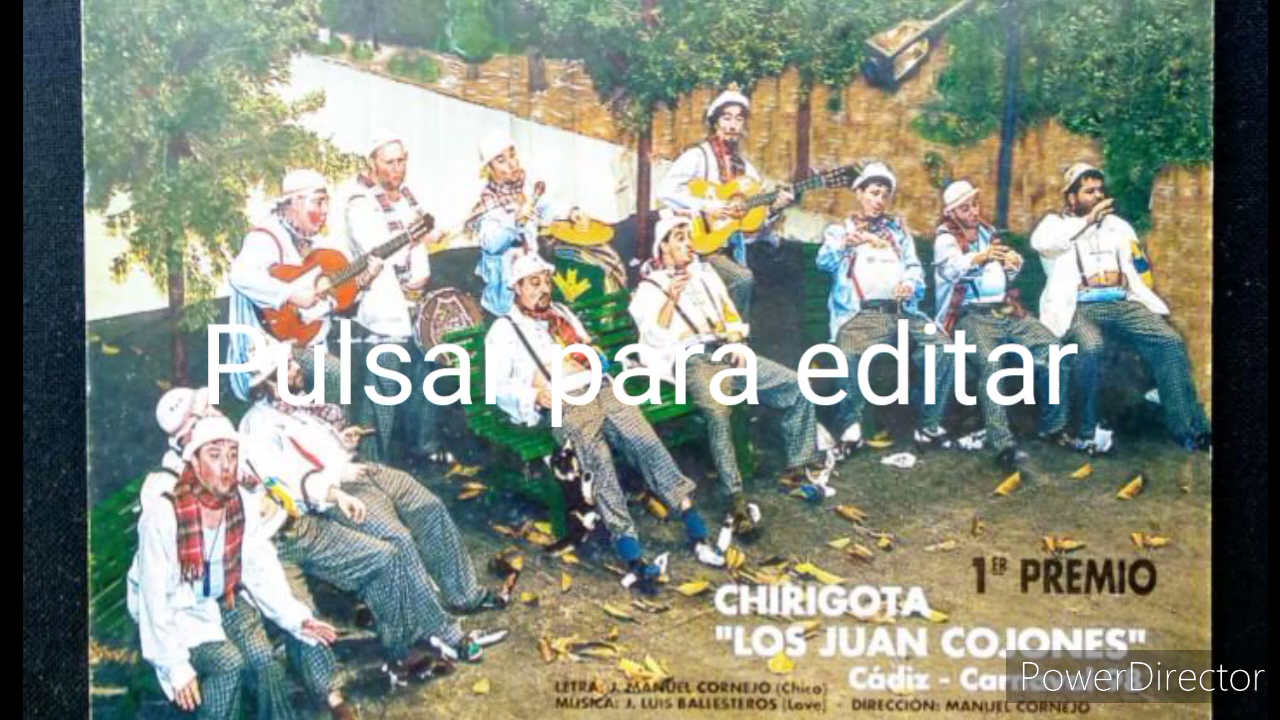 Pulsar para editar
1ER PREMIO
CHIRIGOTA
"LOS JUAN COJONES"
Cádiz - 
PowerDirector
LETRA: J. MANUEL CORNEJO (Chico)
MUSICA: J. LUIS BALLESTEROS (Love) - DIRECCION: MANUEL CORNEJO